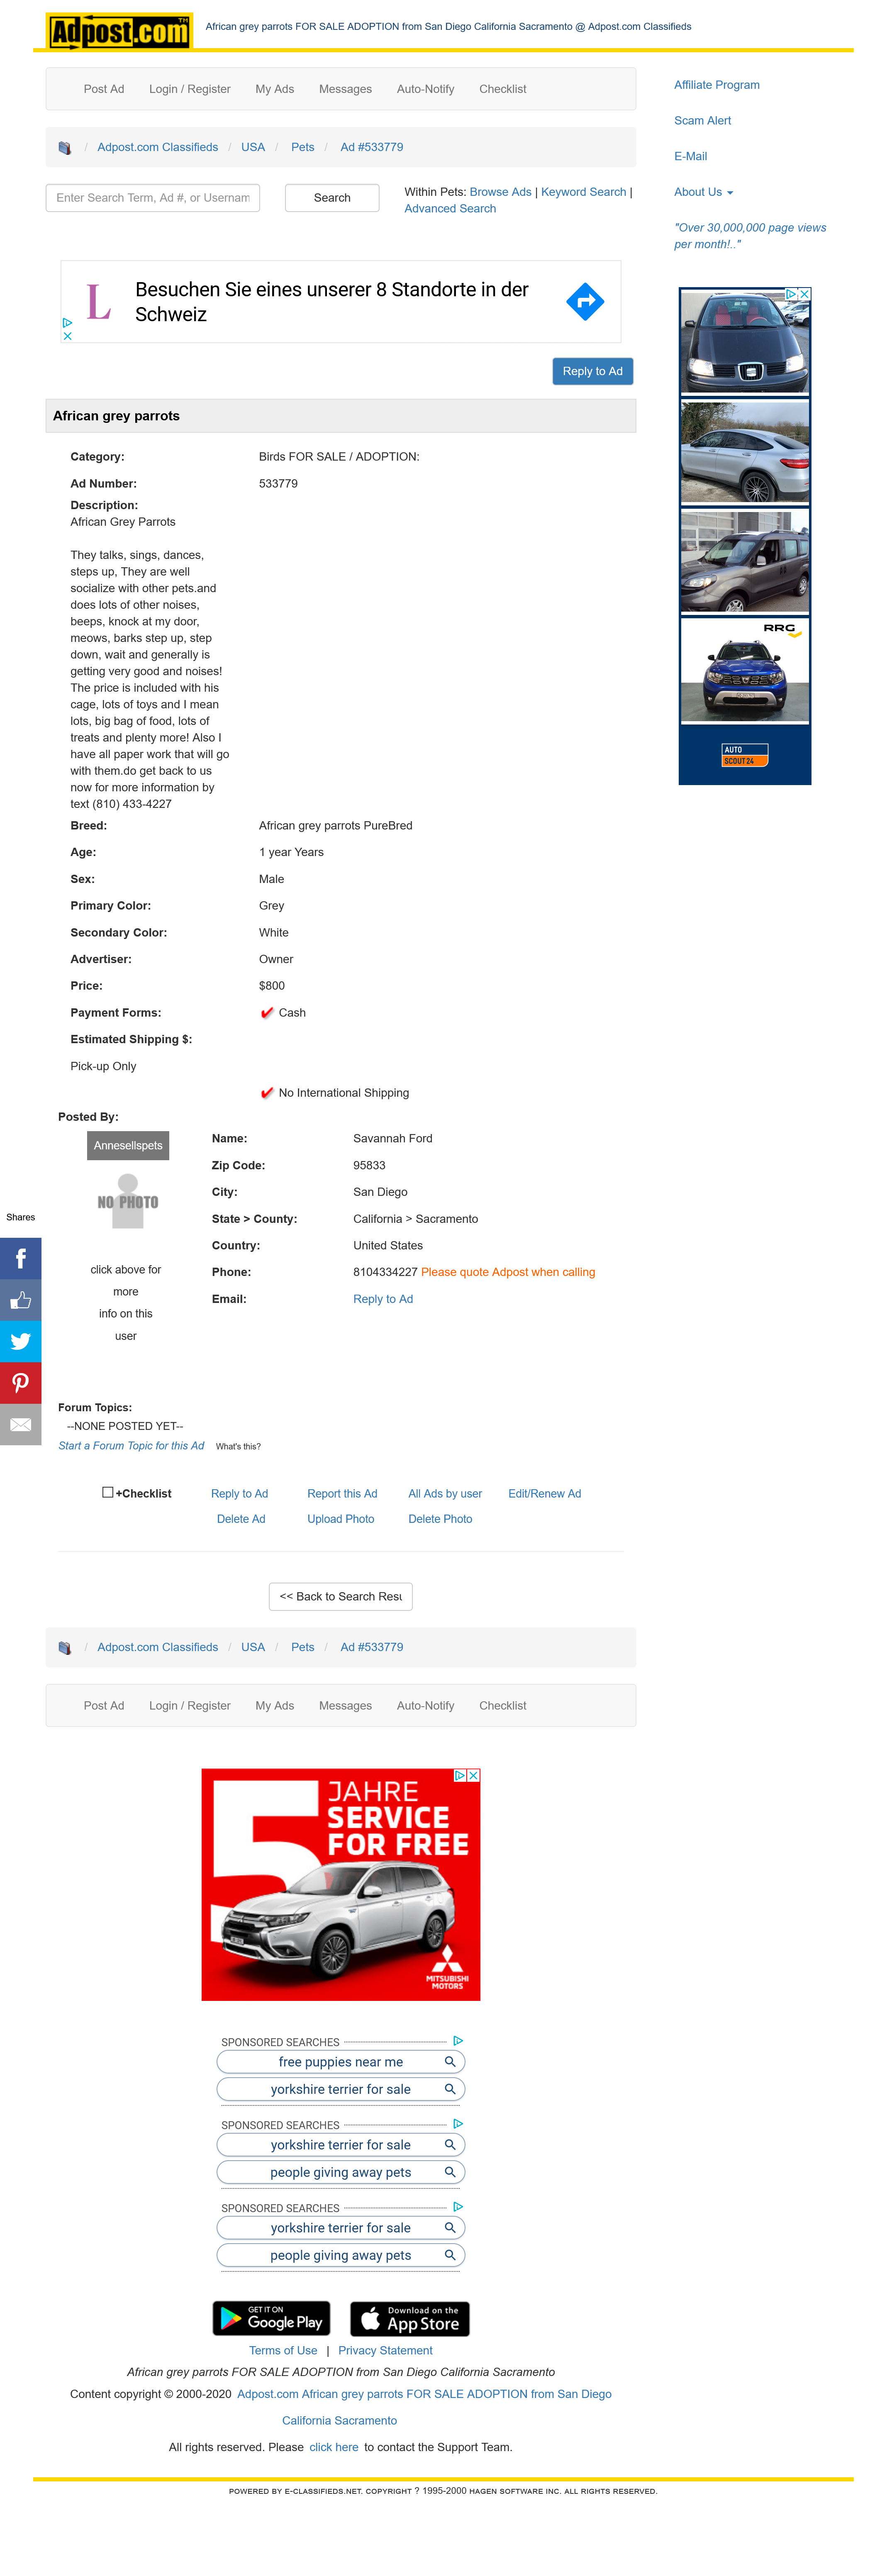 Adpost.com TM
African grey parrots FOR SALE ADOPTION from San Diego California Sacramento @ Adpost.com Classifieds
Post Ad Login / Register My Ads Messages Auto-Notify Checklist
/ Adpost.com Classifieds / USA / Pets / Ad #533779
Enter Search Term, Ad #, or Usernam
Search
Within Pets: Browse Ads | Keyword Search |
Advanced Search
Affiliate Program
Scam Alert
E-Mail
About Us
"Over 30,000,000 page views
per month!.."
L
Besuchen Sie eines unserer 8 Standorte in der
Schweiz
RRG
AUTO
SCOUT24
Reply to Ad
African grey parrots
Category: Birds FOR SALE / ADOPTION:
Ad Number: 533779
Description:
African Grey Parrots
They talks, sings, dances,
steps up, They are well
socialize with other pets.and
does lots of other noises,
beeps, knock at my door,
meows, barks step up, step
down, wait and generally is
getting very good and noises!
The price is included with his
cage, lots of toys and I mean
lots, big bag of food, lots of
treats and plenty more! Also I
have all paper work that will go
with them.do get back to us
now for more information by
text (810) 433-4227
Breed: African grey parrots PureBred
Age: 1 year Years
Sex: Male
Primary Color: Grey
Secondary Color: White
Advertiser: Owner
Price: $800
Payment Forms: Cash
Estimated Shipping $:
Pick-up Only
No International Shipping
Posted By:
Annesellspets
NO PHOTO
click above for
more
info on this
user
Name: Savannah Ford
Zip Code: 95833
City: San Diego
State > County: California > Sacramento
Country: United States
Phone: 8104334227 Please quote Adpost when calling
Email: Reply to Ad
Shares
Forum Topics:
--NONE POSTED YET--
Start a Forum Topic for this Ad What's this?
+Checklist Reply to Ad Report this Ad All Ads by user Edit/Renew Ad
Delete Ad Upload Photo Delete Photo
<< Back to Search Resu
/ Adpost.com Classifieds / USA / Pets / Ad #533779
Post Ad Login / Register My Ads Messages Auto-Notify Checklist
5 JAHRE
SERVICE
FOR FREE
MITSUBISHI
MOTORS
SPONSORED SEARCHES
free puppies near me
yorkshire terrier for sale
SPONSORED SEARCHES
yorkshire terrier for sale
people giving away pets
SPONSORED SEARCHES
yorkshire terrier for sale
people giving away pets
GET IT ON
Google Play
Download on the
App Store
Terms of Use | Privacy Statement
African grey parrots FOR SALE ADOPTION from San Diego California Sacramento
Content copyright © 2000-2020 Adpost.com African grey parrots FOR SALE ADOPTION from San Diego
California Sacramento
All rights reserved. Please click here to contact the Support Team.
POWERED BY E-CLASSIFIEDS.NET. COPYRIGHT ? 1995-2000 HAGEN SOFTWARE INC. ALL RIGHTS RESERVED.